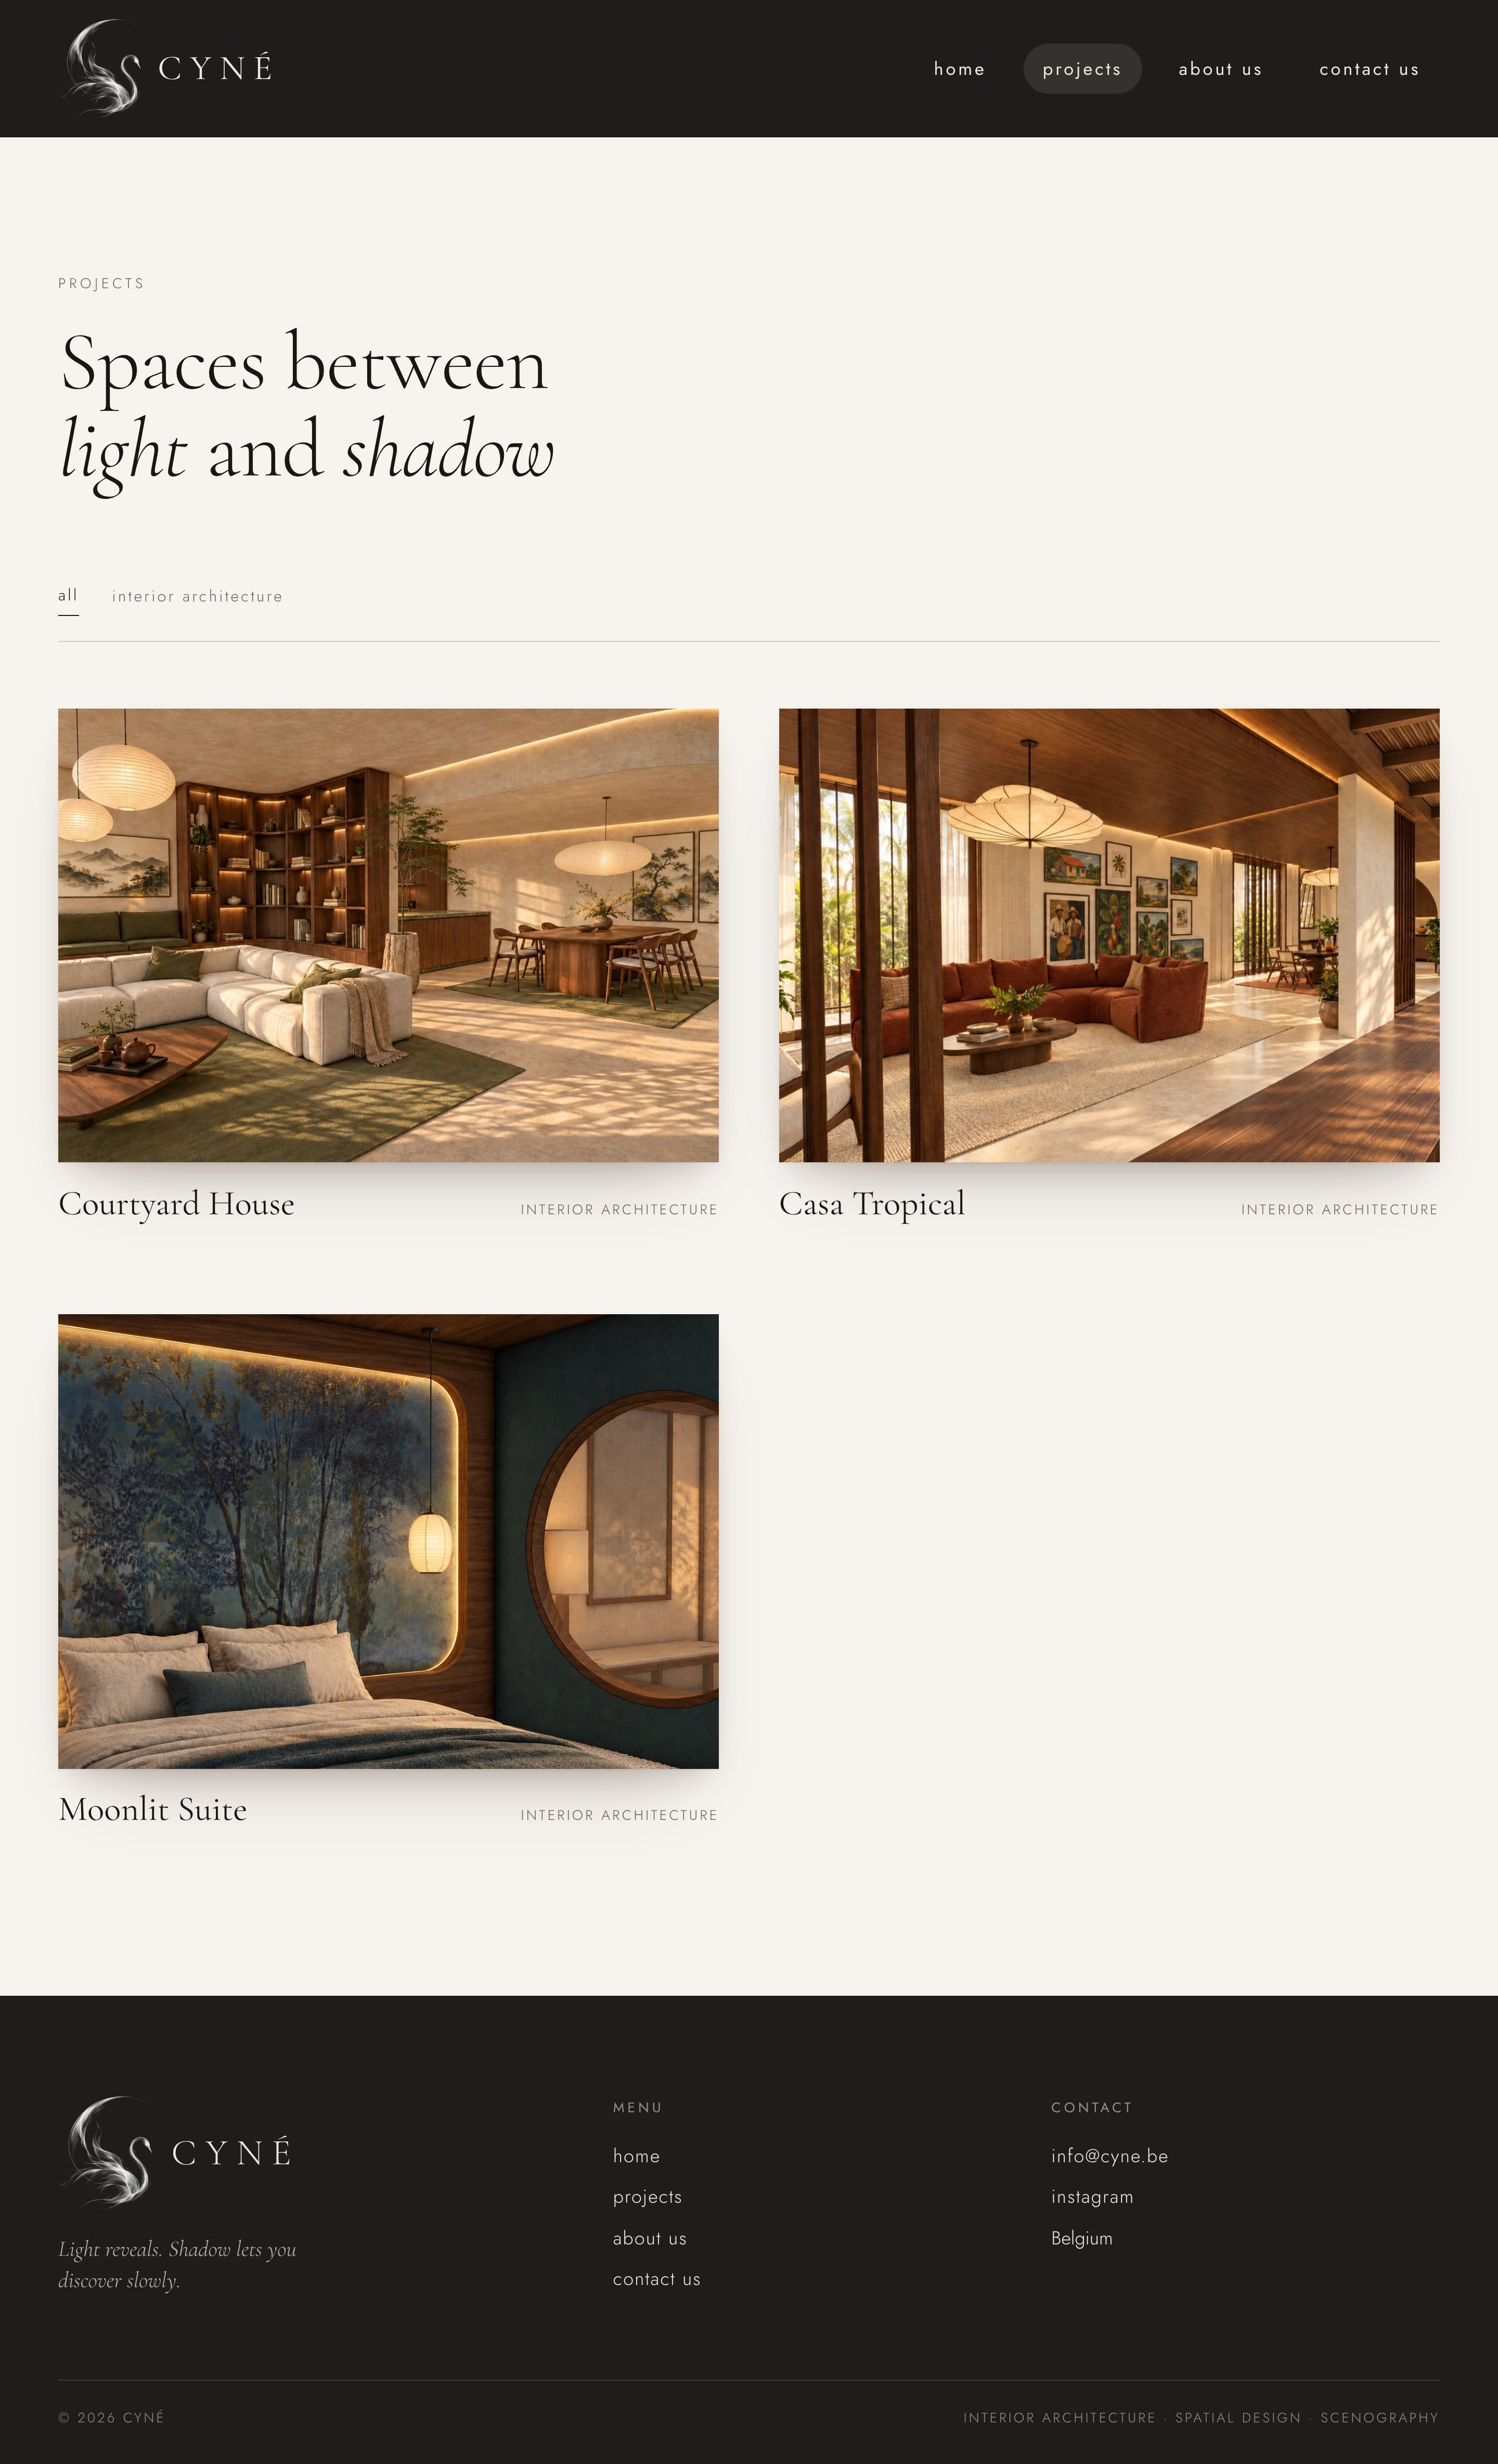 CYNÉ
home
projects
about us
contact us
PROJECTS
Spaces between
light and shadow
all
interior architecture
Courtyard House
INTERIOR ARCHITECTURE
Casa Tropical
INTERIOR ARCHITECTURE
Moonlit Suite
INTERIOR ARCHITECTURE
CYNÉ
Light reveals. Shadow lets you
discover slowly.
MENU
home
projects
about us
contact us
CONTACT
info@cyne.be
instagram
Belgium
© 2026 CYNÉ
INTERIOR ARCHITECTURE · SPATIAL DESIGN · SCENOGRAPHY